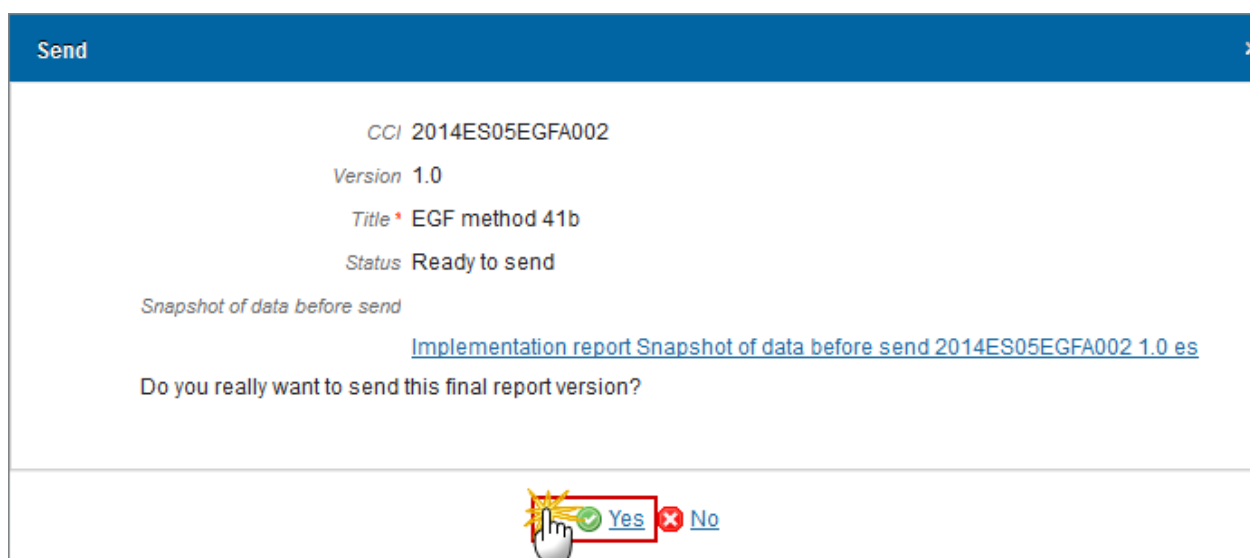 Send
CCI 2014ES05EGFA002
Version 1.0
Title * EGF method 41b
Status Ready to send
Snapshot of data before send
Implementation report Snapshot of data before send 2014ES05EGFA002 1.0 es
Do you really want to send this final report version?
Yes No